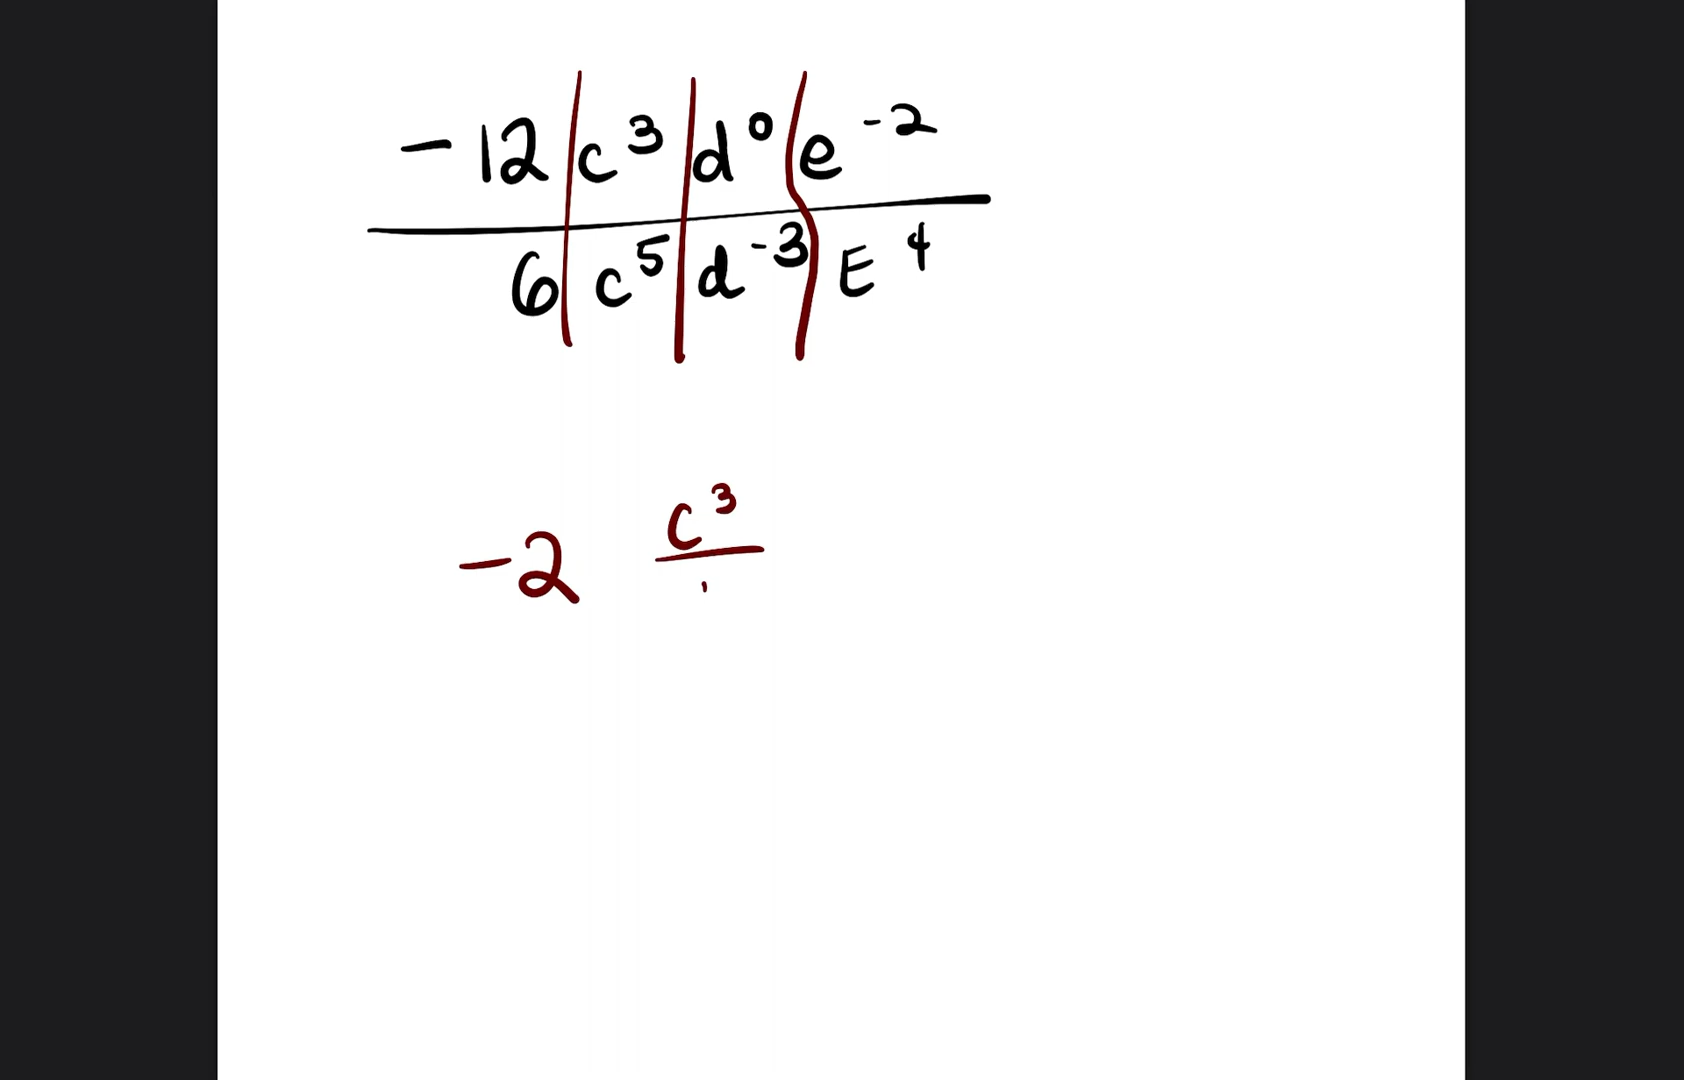 -12 c³ d⁰ e⁻²
6 c⁵ d⁻³ E⁴
-2 c³